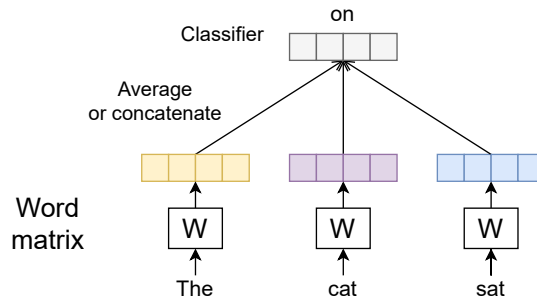 on
Classifier
Average
or concatenate
Word
matrix
W W W
The cat sat